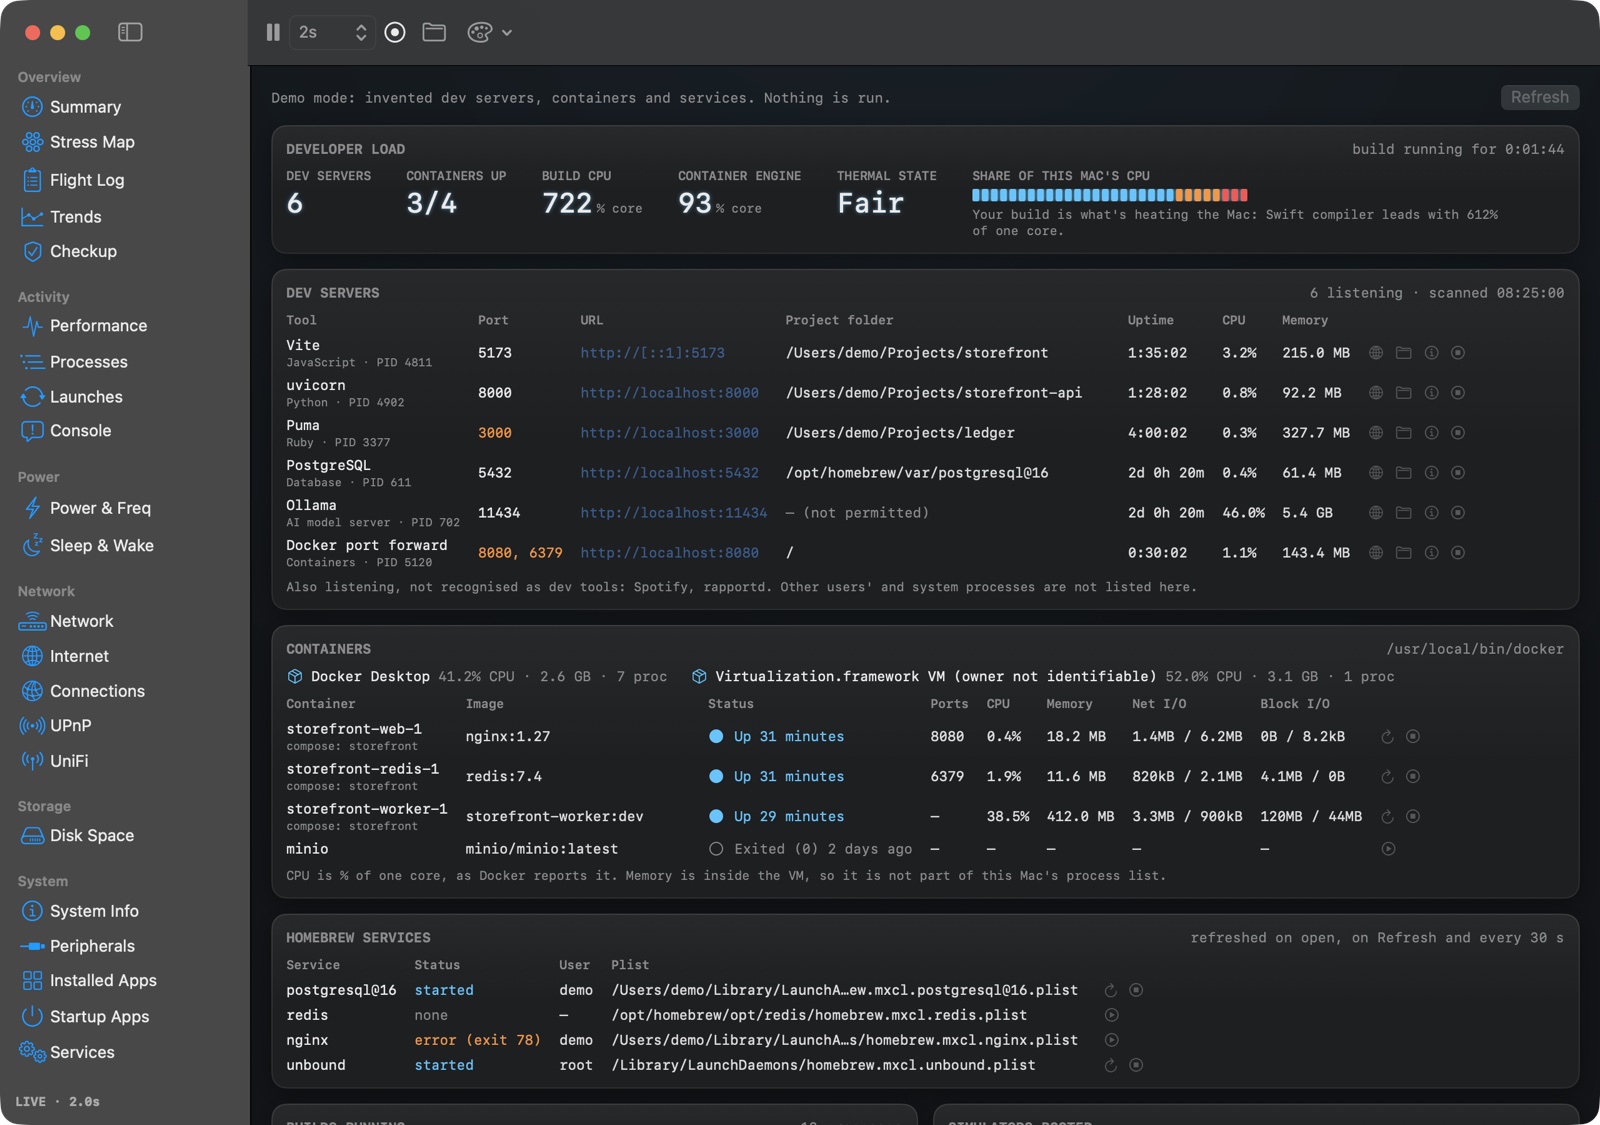 2s
Overview
Summary
Stress Map
Flight Log
Trends
Checkup
Activity
Performance
Processes
Launches
Console
Power
Power & Freq
Sleep & Wake
Network
Network
Internet
Connections
UPnP
UniFi
Storage
Disk Space
System
System Info
Peripherals
Installed Apps
Startup Apps
Services
LIVE · 2.0s
Demo mode: invented dev servers, containers and services. Nothing is run.
Refresh
DEVELOPER LOAD
build running for 0:01:44
DEV SERVERS CONTAINERS UP BUILD CPU CONTAINER ENGINE THERMAL STATE SHARE OF THIS MAC'S CPU
6 3/4 722 % core 93 % core Fair
Your build is what's heating the Mac: Swift compiler leads with 612%
of one core.
DEV SERVERS
6 listening · scanned 08:25:00
Tool Port URL Project folder Uptime CPU Memory
Vite
JavaScript · PID 4811
5173 http://[::1]:5173 /Users/demo/Projects/storefront 1:35:02 3.2% 215.0 MB
uvicorn
Python · PID 4902
8000 http://localhost:8000 /Users/demo/Projects/storefront-api 1:28:02 0.8% 92.2 MB
Puma
Ruby · PID 3377
3000 http://localhost:3000 /Users/demo/Projects/ledger 4:00:02 0.3% 327.7 MB
PostgreSQL
Database · PID 611
5432 http://localhost:5432 /opt/homebrew/var/postgresql@16 2d 0h 20m 0.4% 61.4 MB
Ollama
AI model server · PID 702
11434 http://localhost:11434 — (not permitted) 2d 0h 20m 46.0% 5.4 GB
Docker port forward
Containers · PID 5120
8080, 6379 http://localhost:8080 / 0:30:02 1.1% 143.4 MB
Also listening, not recognised as dev tools: Spotify, rapportd. Other users' and system processes are not listed here.
CONTAINERS
/usr/local/bin/docker
Docker Desktop 41.2% CPU · 2.6 GB · 7 proc Virtualization.framework VM (owner not identifiable) 52.0% CPU · 3.1 GB · 1 proc
Container Image Status Ports CPU Memory Net I/O Block I/O
storefront-web-1
compose: storefront
nginx:1.27 Up 31 minutes 8080 0.4% 18.2 MB 1.4MB / 6.2MB 0B / 8.2kB
storefront-redis-1
compose: storefront
redis:7.4 Up 31 minutes 6379 1.9% 11.6 MB 820kB / 2.1MB 4.1MB / 0B
storefront-worker-1
compose: storefront
storefront-worker:dev Up 29 minutes — 38.5% 412.0 MB 3.3MB / 900kB 120MB / 44MB
minio minio/minio:latest Exited (0) 2 days ago — — — — —
CPU is % of one core, as Docker reports it. Memory is inside the VM, so it is not part of this Mac's process list.
HOMEBREW SERVICES
refreshed on open, on Refresh and every 30 s
Service Status User Plist
postgresql@16 started demo /Users/demo/Library/LaunchA…ew.mxcl.postgresql@16.plist
redis none — /opt/homebrew/opt/redis/homebrew.mxcl.redis.plist
nginx error (exit 78) demo /Users/demo/Library/LaunchA…s/homebrew.mxcl.nginx.plist
unbound started root /Library/LaunchDaemons/homebrew.mxcl.unbound.plist
BUILDS RUNNING
SIMULATORS BOOTED